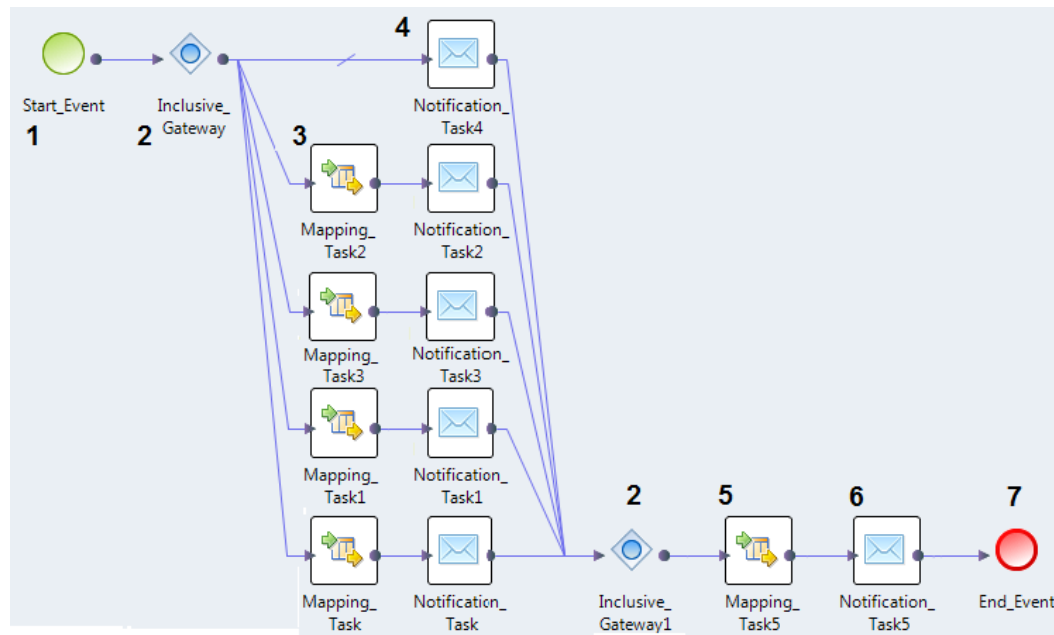 4
Start_Event
Inclusive_
Gateway
Notification_
Task4
1
2
3
Mapping_
Task2
Notification_
Task2
Mapping_
Task3
Notification_
Task3
Mapping_
Task1
Notification_
Task1
2
5
6
7
Mapping_
Task
Notification_
Task
Inclusive_
Gateway1
Mapping_
Task5
Notification_
Task5
End_Event